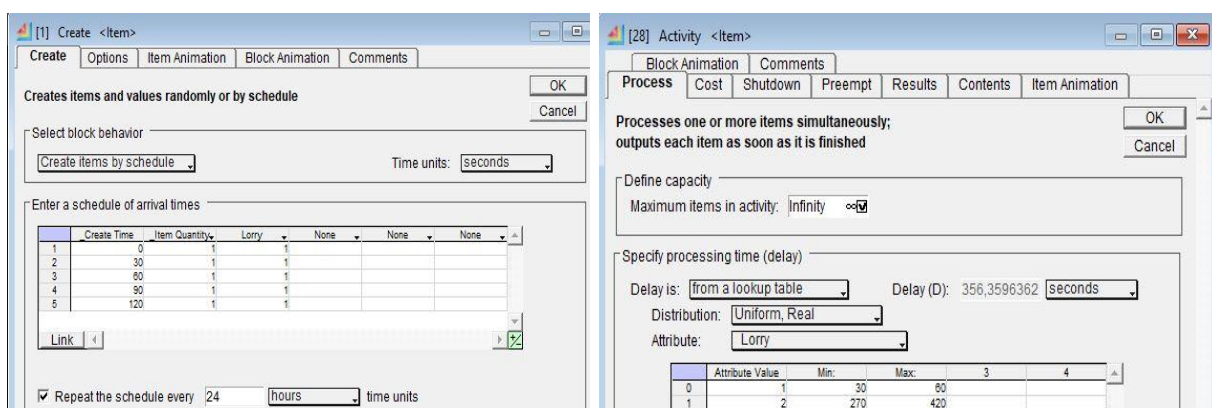 [1] Create <Item>
Create Options Item Animation Block Animation Comments
OK
Creates items and values randomly or by schedule
Cancel
Select block behavior
Create items by schedule Time units: seconds
Enter a schedule of arrival times
_Create Time _Item Quantity Lorry None None None
1 0 1 1
2 30 1 1
3 60 1 1
4 90 1 1
5 120 1 1
Link
Repeat the schedule every 24 hours time units
[28] Activity <Item>
Block Animation Comments
Process Cost Shutdown Preempt Results Contents Item Animation
Processes one or more items simultaneously; OK
outputs each item as soon as it is finished Cancel
Define capacity
Maximum items in activity: Infinity ∞
Specify processing time (delay)
Delay is: from a lookup table Delay (D): 356,3596362 seconds
Distribution: Uniform, Real
Attribute: Lorry
Attribute Value Min: Max: 3 4
0 1 30 60
1 2 270 420